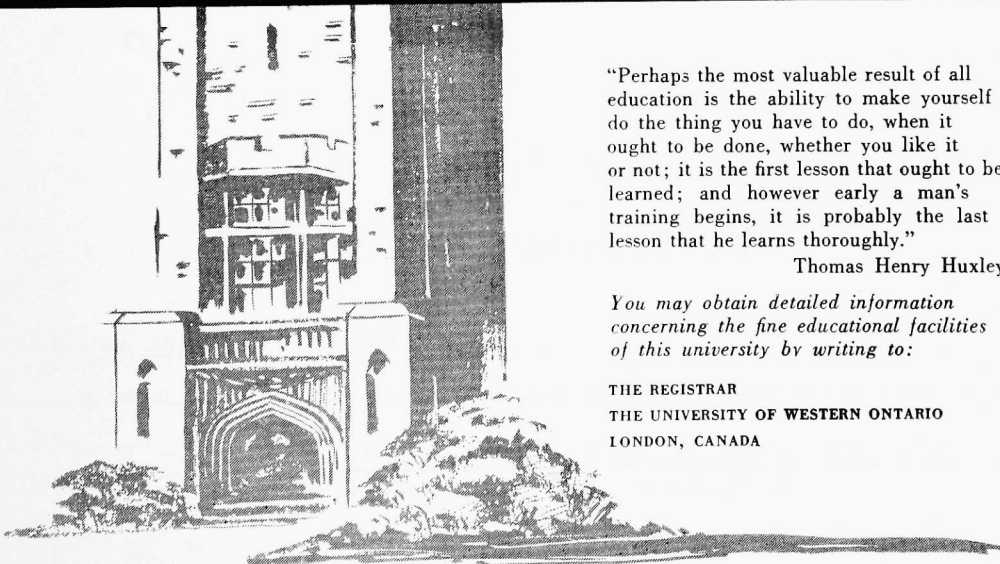 “Perhaps the most valuable result of all
education is the ability to make yourself
do the thing you have to do, when it
ought to be done, whether you like it
or not; it is the first lesson that ought to be
learned; and however early a man’s
training begins, it is probably the last
lesson that he learns thoroughly.”
Thomas Henry Huxley
You may obtain detailed information
concerning the fine educational facilities
of this university by writing to:
THE REGISTRAR
THE UNIVERSITY OF WESTERN ONTARIO
LONDON, CANADA